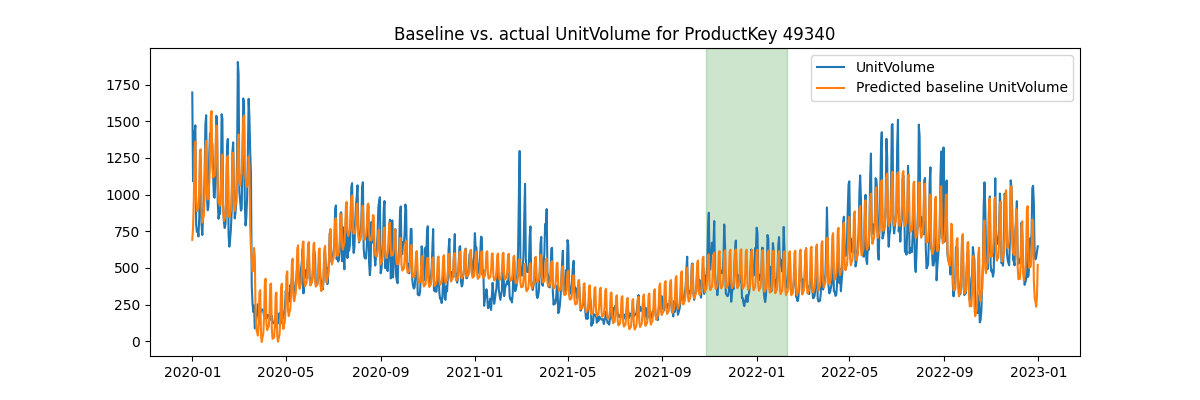 Baseline vs. actual UnitVolume for ProductKey 49340
UnitVolume
Predicted baseline UnitVolume
1750
1500
1250
1000
750
500
250
0
2020-01 2020-05 2020-09 2021-01 2021-05 2021-09 2022-01 2022-05 2022-09 2023-01